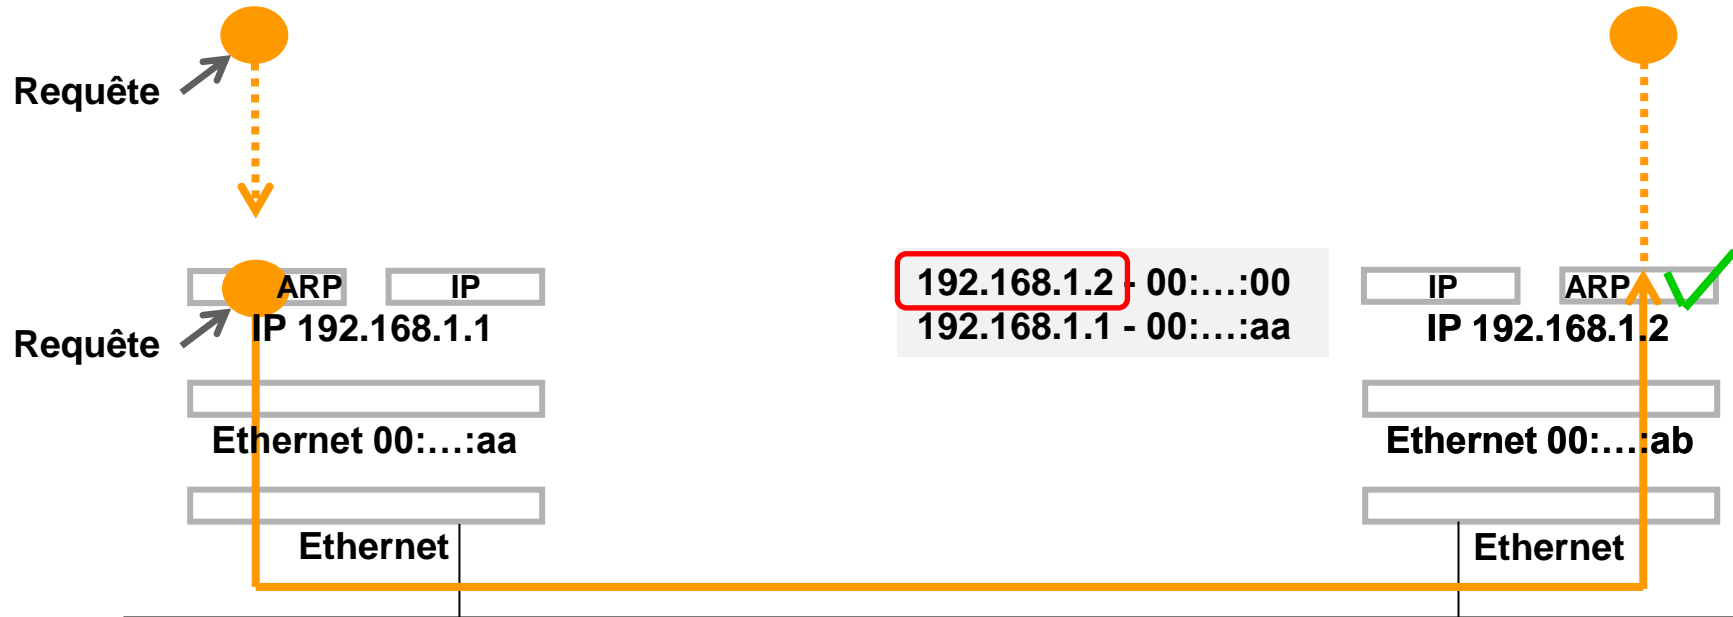 Requête
ARP
IP
192.168.1.2 - 00:…:00
IP
ARP
Requête
IP 192.168.1.1
192.168.1.1 - 00:…:aa
IP 192.168.1.2
Ethernet 00:…:aa
Ethernet 00:…:ab
Ethernet
Ethernet